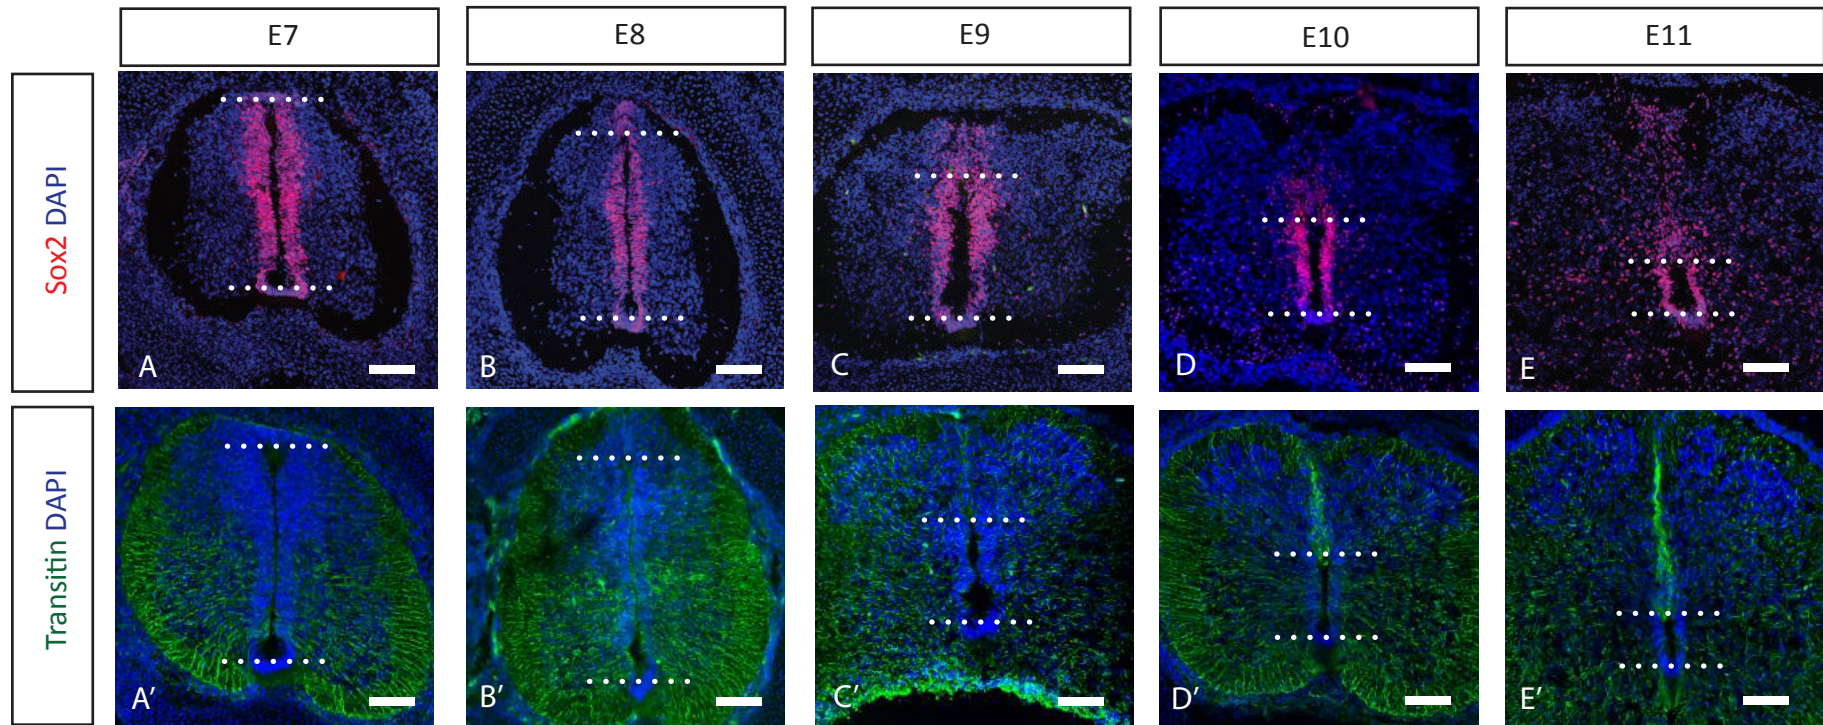 E7
E8
E9
E10
E11
Sox2 DAPI
A
B
C
D
E
Transitin DAPI
A'
B'
C'
D'
E'